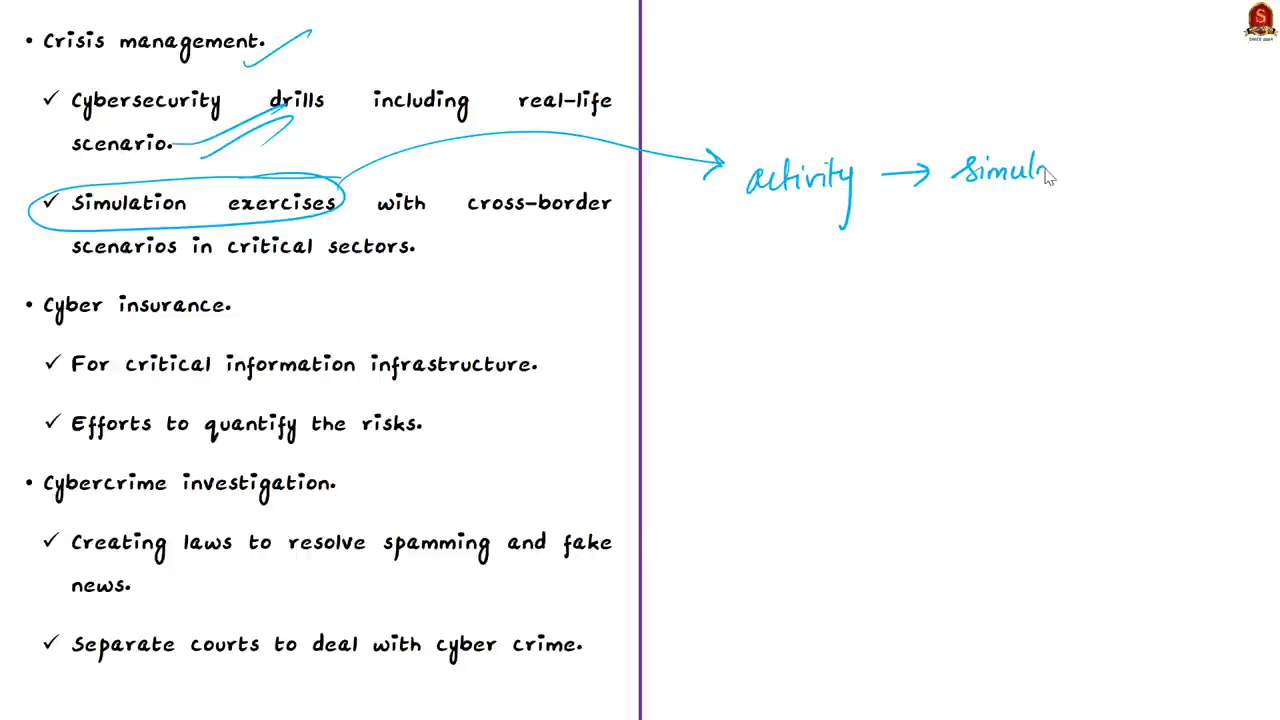 • Crisis management.
✓ Cybersecurity drills including real-life
scenario.
✓ Simulation exercises with cross-border
scenarios in critical sectors.
• Cyber insurance.
✓ For critical information infrastructure.
✓ Efforts to quantify the risks.
• Cybercrime investigation.
✓ Creating laws to resolve spamming and fake
news.
✓ Separate courts to deal with cyber crime.
activity → simul